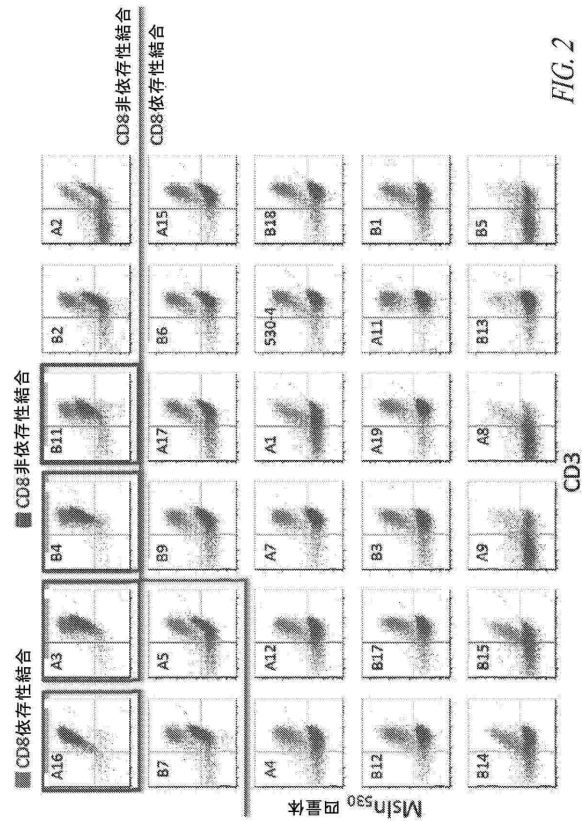 CD8依存性結合
CD8非依存性結合
A16 A3 B4 B11 B2 A2
CD8非依存性結合
CD8依存性結合
B7 A5 B9 A17 B6 A15
A4 A12 A7 A1 530-4 B18
B12 B17 B3 A19 A11 B1
B14 B15 A9 A8 B13 B5
Msln530 四量体
CD3
FIG. 2